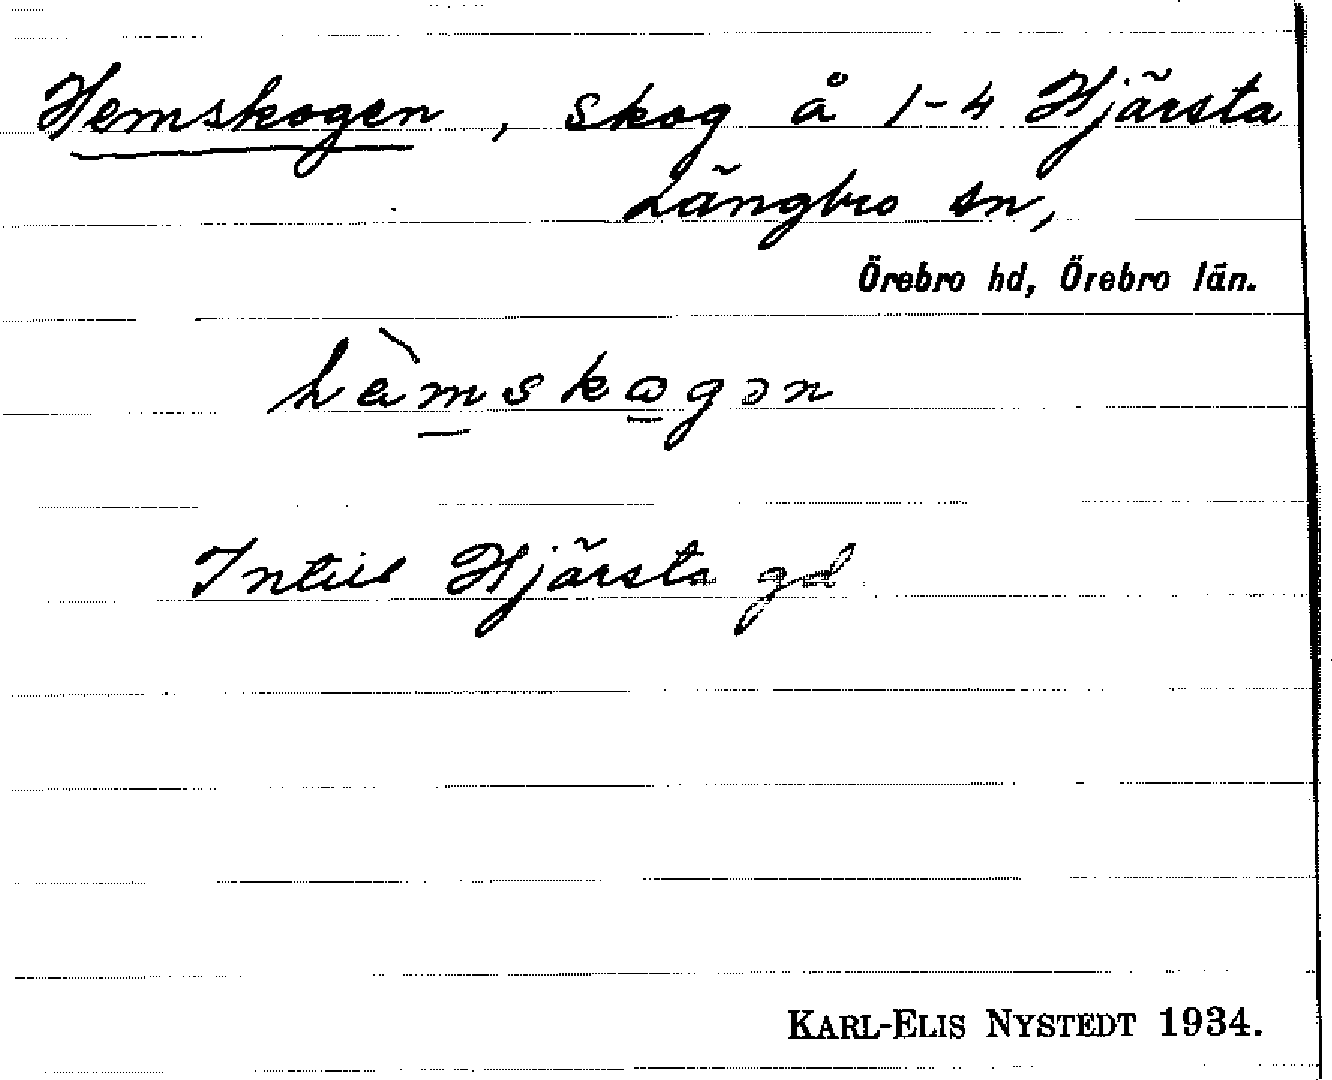 Hemskogen, skog å 1-4 Hjärsta
Längbro sn,
Örebro hd, Örebro län.
hèmskogən
Intill Hjärsta gd
KARL-ELIS NYSTEDT 1934.